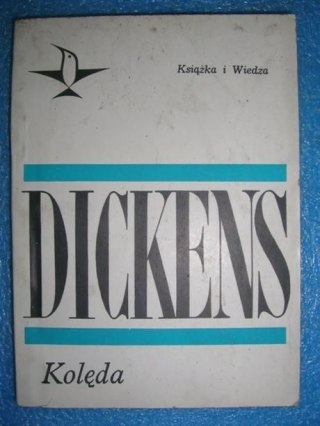 Książka i Wiedza
DICKENS
Kolęda